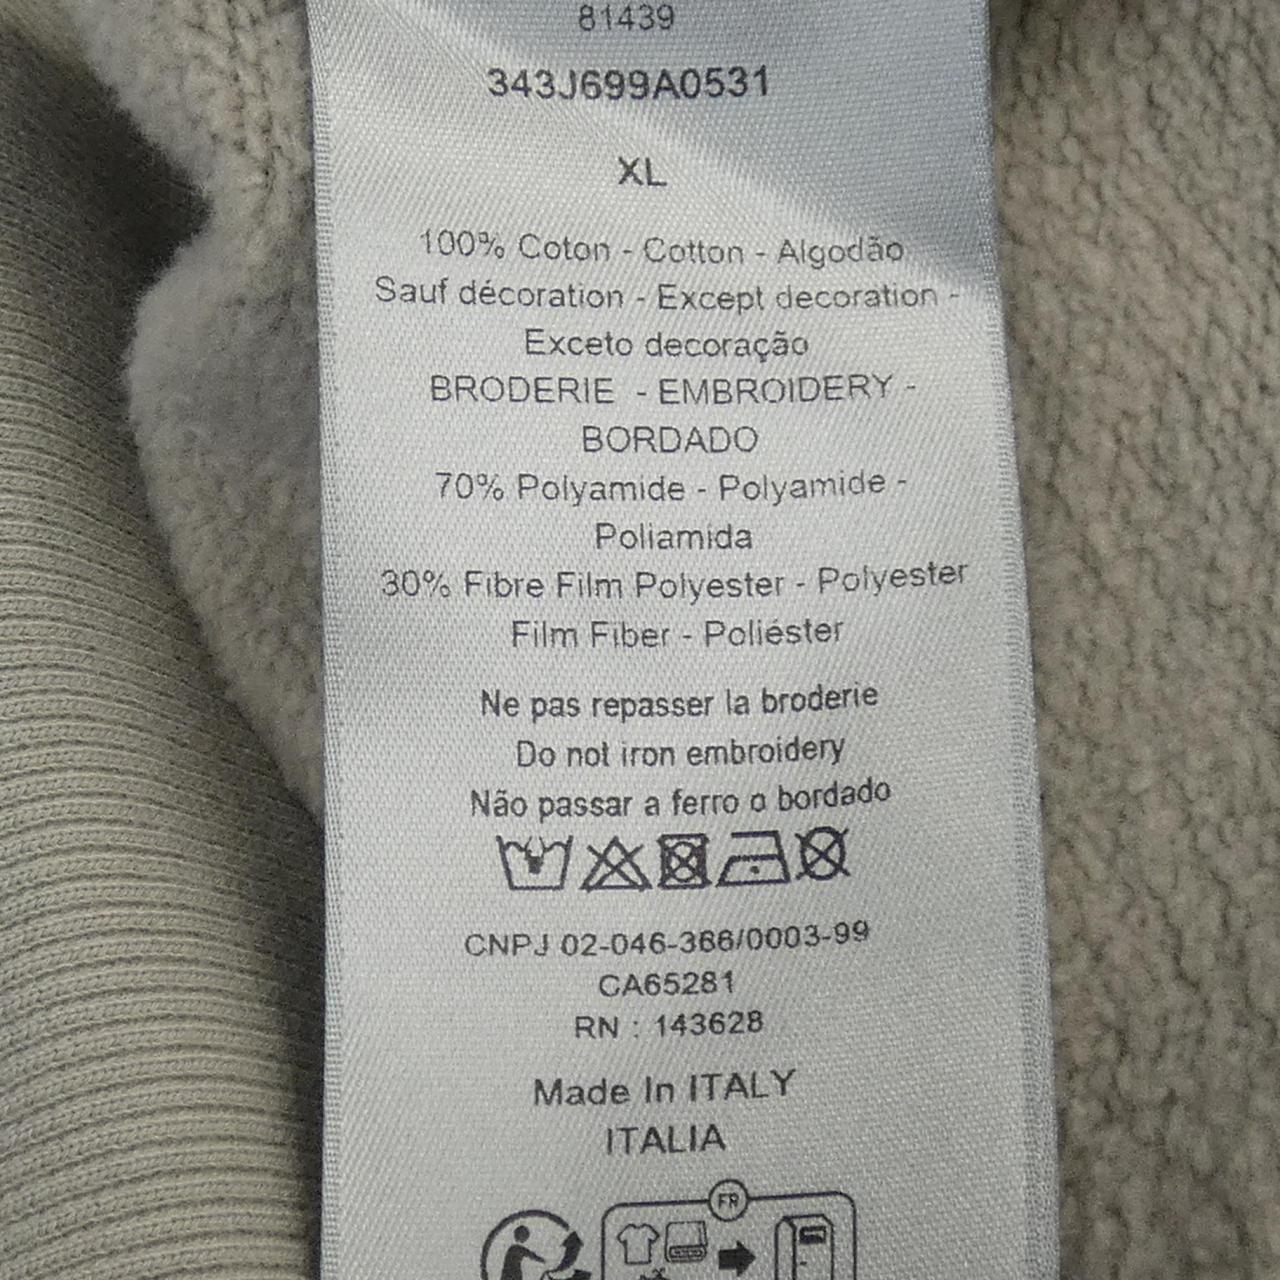 81439
343J699A0531
XL
100% Coton - Cotton - Algodão
Sauf décoration - Except decoration -
Exceto decoração
BRODERIE - EMBROIDERY -
BORDADO
70% Polyamide - Polyamide -
Poliamida
30% Fibre Film Polyester - Polyester
Film Fiber - Poliéster
Ne pas repasser la broderie
Do not iron embroidery
Não passar a ferro o bordado
CNPJ 02-046-366/0003-99
CA65281
RN : 143628
Made In ITALY
ITALIA
FR